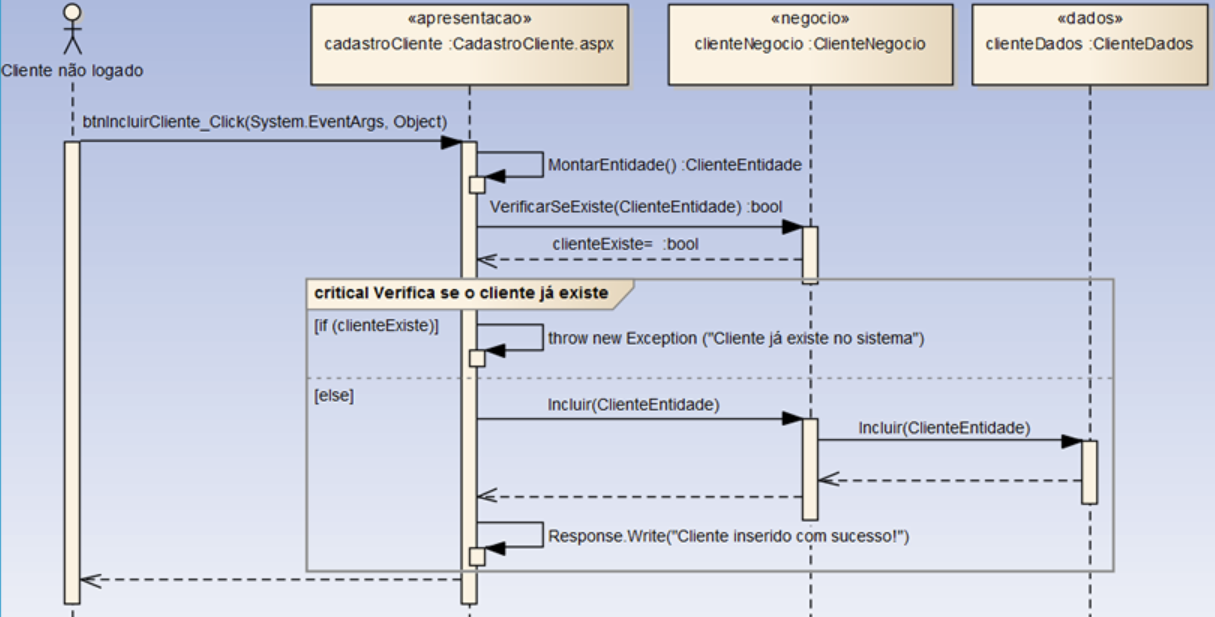 «apresentacao»
cadastroCliente :CadastroCliente.aspx
«negocio»
clienteNegocio :ClienteNegocio
«dados»
clienteDados :ClienteDados
Cliente não logado
btnIncluirCliente_Click(System.EventArgs, Object)
MontarEntidade() :ClienteEntidade
VerificarSeExiste(ClienteEntidade) :bool
clienteExiste= :bool
critical Verifica se o cliente já existe
[if (clienteExiste)]
throw new Exception ("Cliente já existe no sistema")
[else]
Incluir(ClienteEntidade)
Incluir(ClienteEntidade)
Response.Write("Cliente inserido com sucesso!")